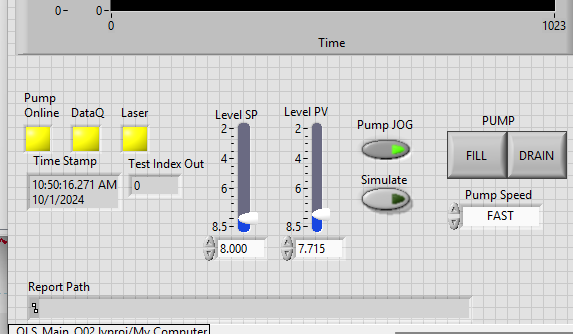 0
0
0
1023
Time
Pump
Online
DataQ
Laser
Level SP
Level PV
Pump JOG
PUMP
2
4
6
8.5
2
4
6
8.5
FILL
DRAIN
Time Stamp
Test Index Out
10:50:16.271 AM
10/1/2024
0
Simulate
Pump Speed
FAST
8.000
7.715
Report Path
OLS_Main_O02.lvproj/My Computer